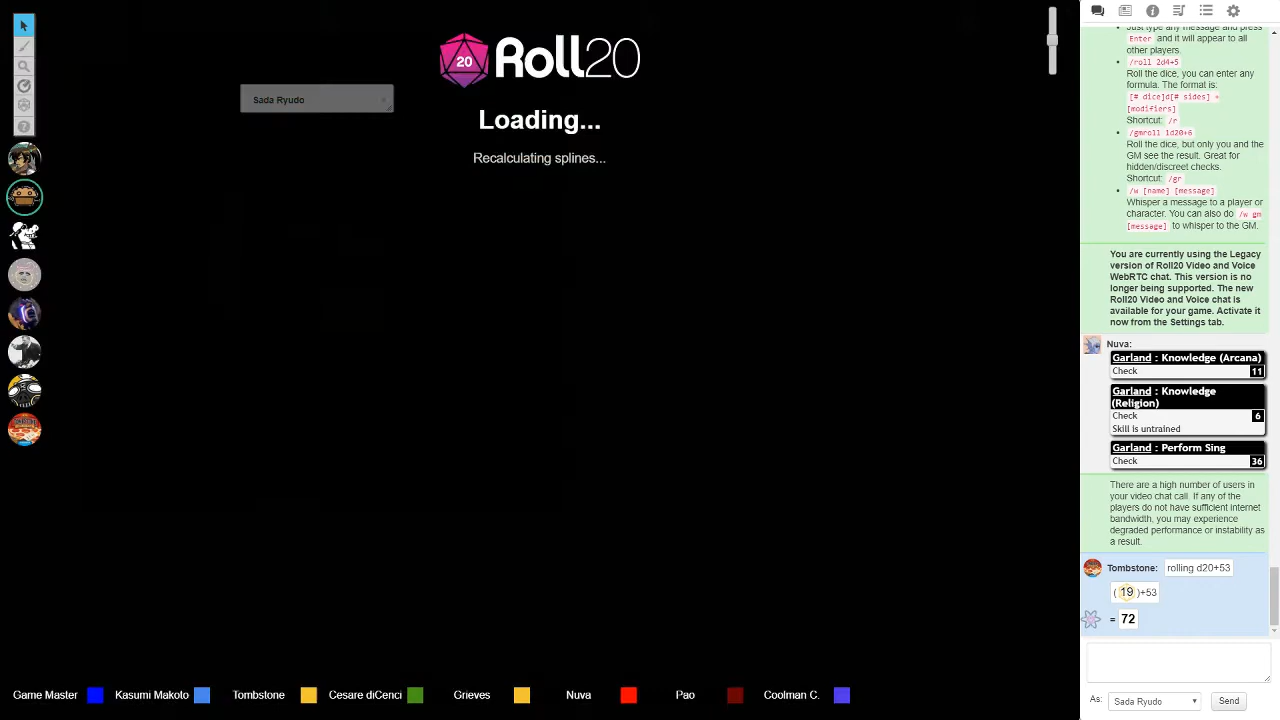 20 Roll20
Sada Ryudo ×
Loading...
Recalculating splines...
Just type any message and press
Enter and it will appear to all
other players.
/roll 2d4+5
Roll the dice, you can enter any
formula. The format is:
[# dice]d[# sides] +
[modifiers]
Shortcut: /r
/gmroll 1d20+6
Roll the dice, but only you and the
GM see the result. Great for
hidden/discreet checks.
Shortcut: /gr
/w [name] [message]
Whisper a message to a player or
character. You can also do /w gm
[message] to whisper to the GM.
You are currently using the Legacy
version of Roll20 Video and Voice
WebRTC chat. This version is no
longer being supported. The new
Roll20 Video and Voice chat is
available for your game. Activate it
now from the Settings tab.
Nuva:
Garland : Knowledge (Arcana)
Check 11
Garland : Knowledge
(Religion)
Check 6
Skill is untrained
Garland : Perform Sing
Check 36
There are a high number of users in
your video chat call. If any of the
players do not have sufficient internet
bandwidth, you may experience
degraded performance or instability as
a result.
Tombstone: rolling d20+53
( 19 )+53
= 72
As: Sada Ryudo Send
Game Master Kasumi Makoto Tombstone Cesare diCenci Grieves Nuva Pao Coolman C.